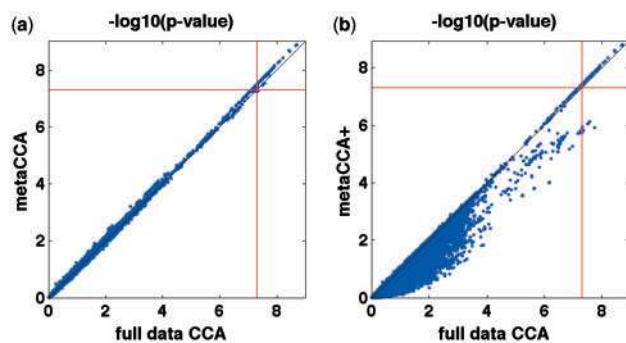 (a)
-log10(p-value)
metaCCA
8
6
4
2
0
0 2 4 6 8
full data CCA
(b)
-log10(p-value)
metaCCA+
8
6
4
2
0
0 2 4 6 8
full data CCA